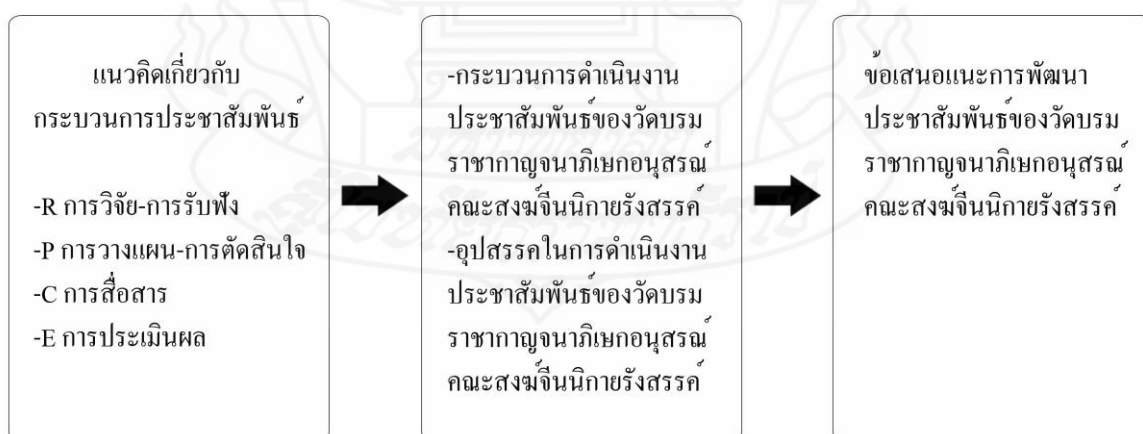 แนวคิดเกี่ยวกับ
กระบวนการประชาสัมพันธ์
-R การวิจัย-การรับฟัง
-P การวางแผน-การตัดสินใจ
-C การสื่อสาร
-E การประเมินผล
-กระบวนการดำเนินงาน
ประชาสัมพันธ์ของวัดบรม
ราชากาญจนาภิเษกอนุสรณ์
คณะสงฆ์จีนนิกายรังสรรค์
-อุปสรรคในการดำเนินงาน
ประชาสัมพันธ์ของวัดบรม
ราชากาญจนาภิเษกอนุสรณ์
คณะสงฆ์จีนนิกายรังสรรค์
ข้อเสนอแนะการพัฒนา
ประชาสัมพันธ์ของวัดบรม
ราชากาญจนาภิเษกอนุสรณ์
คณะสงฆ์จีนนิกายรังสรรค์